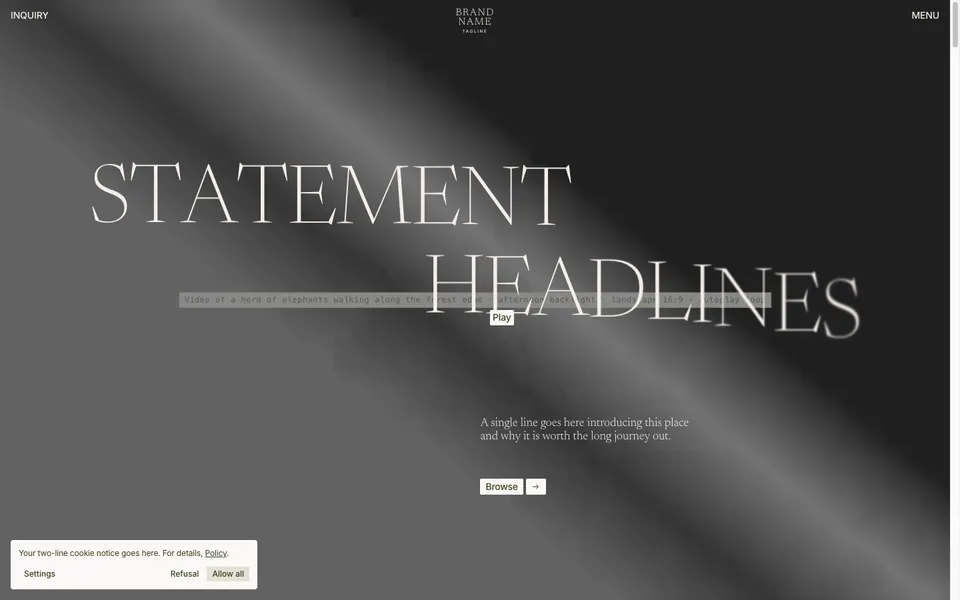 INQUIRY
BRAND
NAME
TAGLINE
MENU
STATEMENT
HEADLINES
Video of a herd of elephants walking along the forest edge - afternoon backlight - landscape 16:9 - autoplay loop
Play
A single line goes here introducing this place
and why it is worth the long journey out.
Browse →
Your two-line cookie notice goes here. For details, Policy.
Settings Refusal Allow all